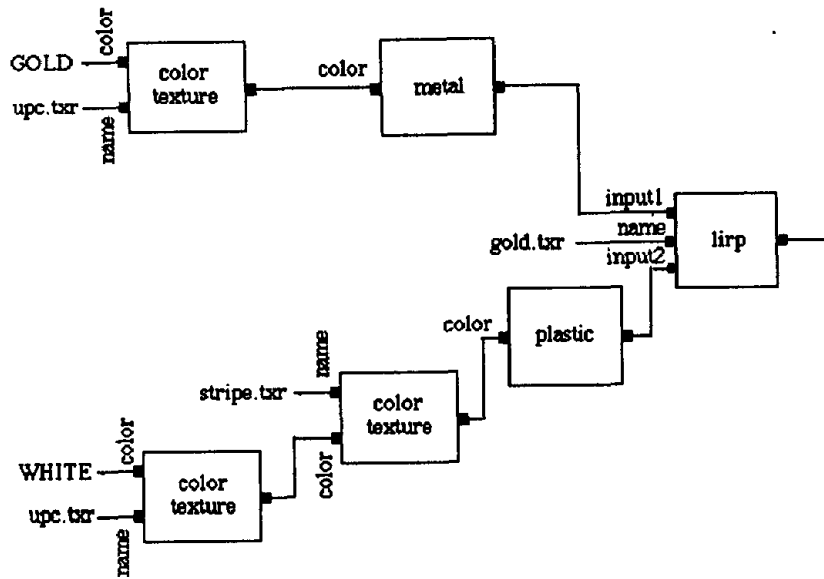 color
GOLD
color
texture
upc.txr
name
color
metal
input1
name
gold.txr
input2
lirp
color
plastic
name
stripe.txr
color
texture
color
color
WHITE
color
texture
upc.txr
name